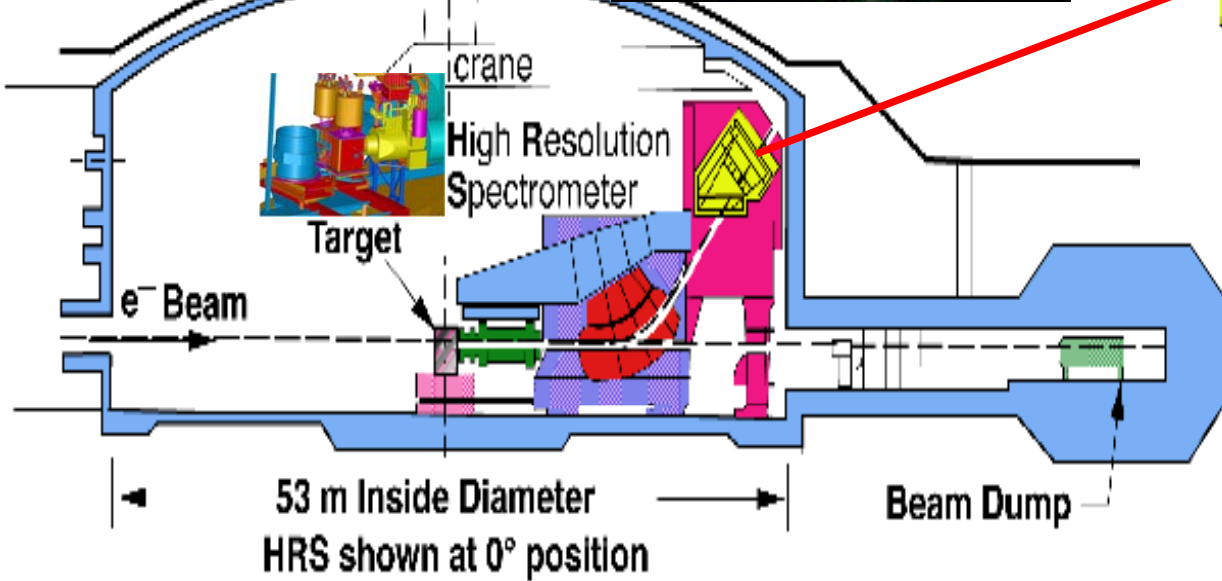 crane
High Resolution
Spectrometer
Target
e⁻ Beam
53 m Inside Diameter
HRS shown at 0° position
Beam Dump